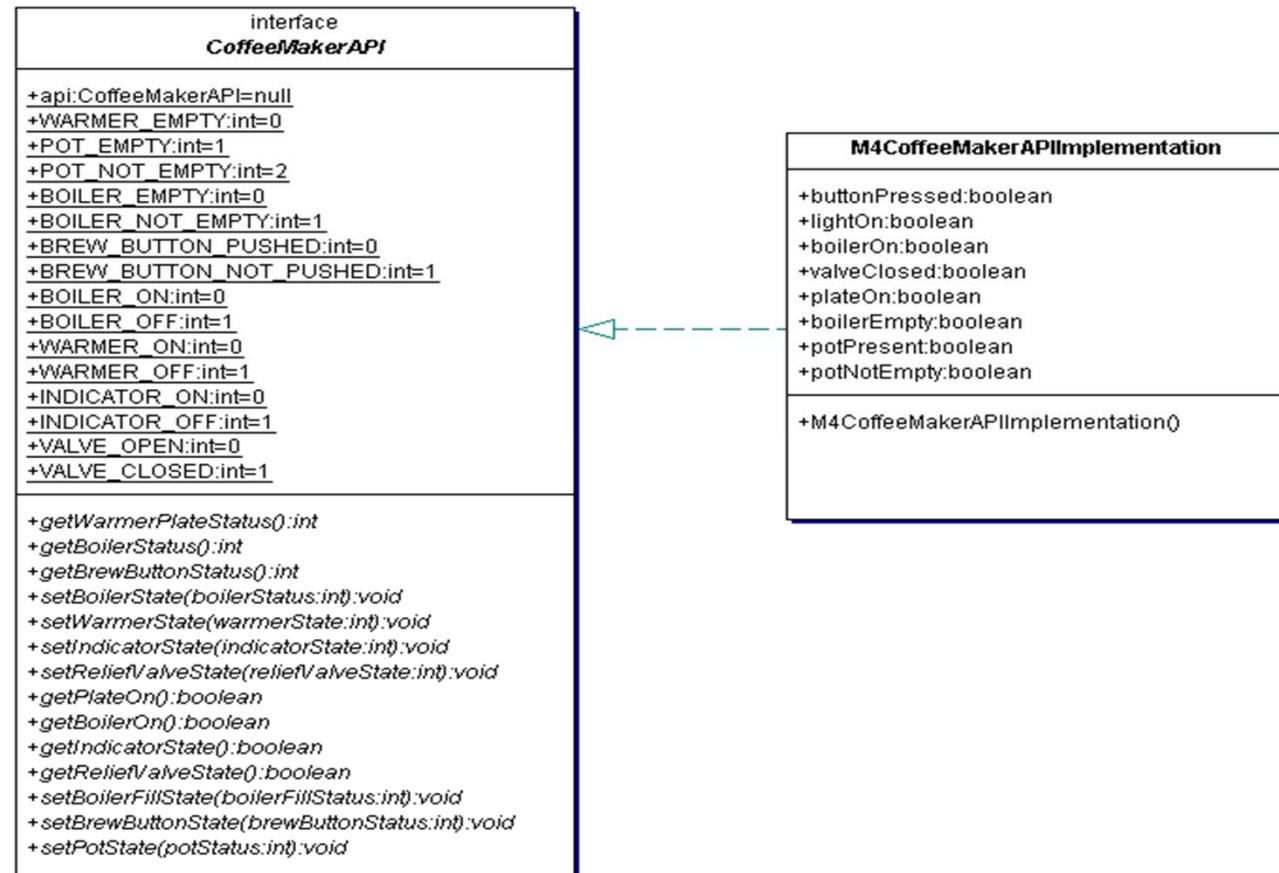 interface
CoffeeMakerAPI
+api:CoffeeMakerAPI=null
+WARMER_EMPTY:int=0
+POT_EMPTY:int=1
+POT_NOT_EMPTY:int=2
+BOILER_EMPTY:int=0
+BOILER_NOT_EMPTY:int=1
+BREW_BUTTON_PUSHED:int=0
+BREW_BUTTON_NOT_PUSHED:int=1
+BOILER_ON:int=0
+BOILER_OFF:int=1
+WARMER_ON:int=0
+WARMER_OFF:int=1
+INDICATOR_ON:int=0
+INDICATOR_OFF:int=1
+VALVE_OPEN:int=0
+VALVE_CLOSED:int=1
+getWarmerPlateStatus():int
+getBoilerStatus():int
+getBrewButtonStatus():int
+setBoilerState(boilerStatus:int):void
+setWarmerState(warmerState:int):void
+setIndicatorState(indicatorState:int):void
+setReliefValveState(reliefValveState:int):void
+getPlateOn():boolean
+getBoilerOn():boolean
+getIndicatorState():boolean
+getReliefValveState():boolean
+setBoilerFillState(boilerFillStatus:int):void
+setBrewButtonState(brewButtonStatus:int):void
+setPotState(potStatus:int):void
M4CoffeeMakerAPIImplementation
+buttonPressed:boolean
+lightOn:boolean
+boilerOn:boolean
+valveClosed:boolean
+plateOn:boolean
+boilerEmpty:boolean
+potPresent:boolean
+potNotEmpty:boolean
+M4CoffeeMakerAPIImplementation()